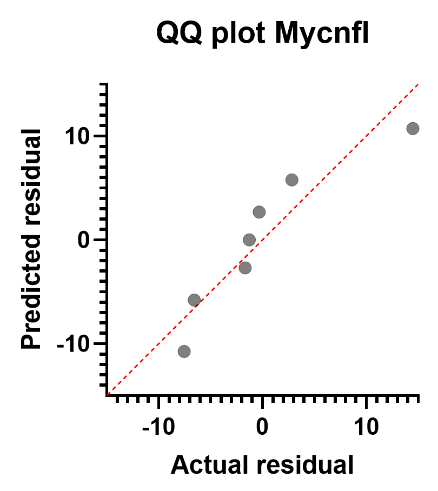 QQ plot Mycnfl
Predicted residual
10
0
-10
-10 0 10
Actual residual